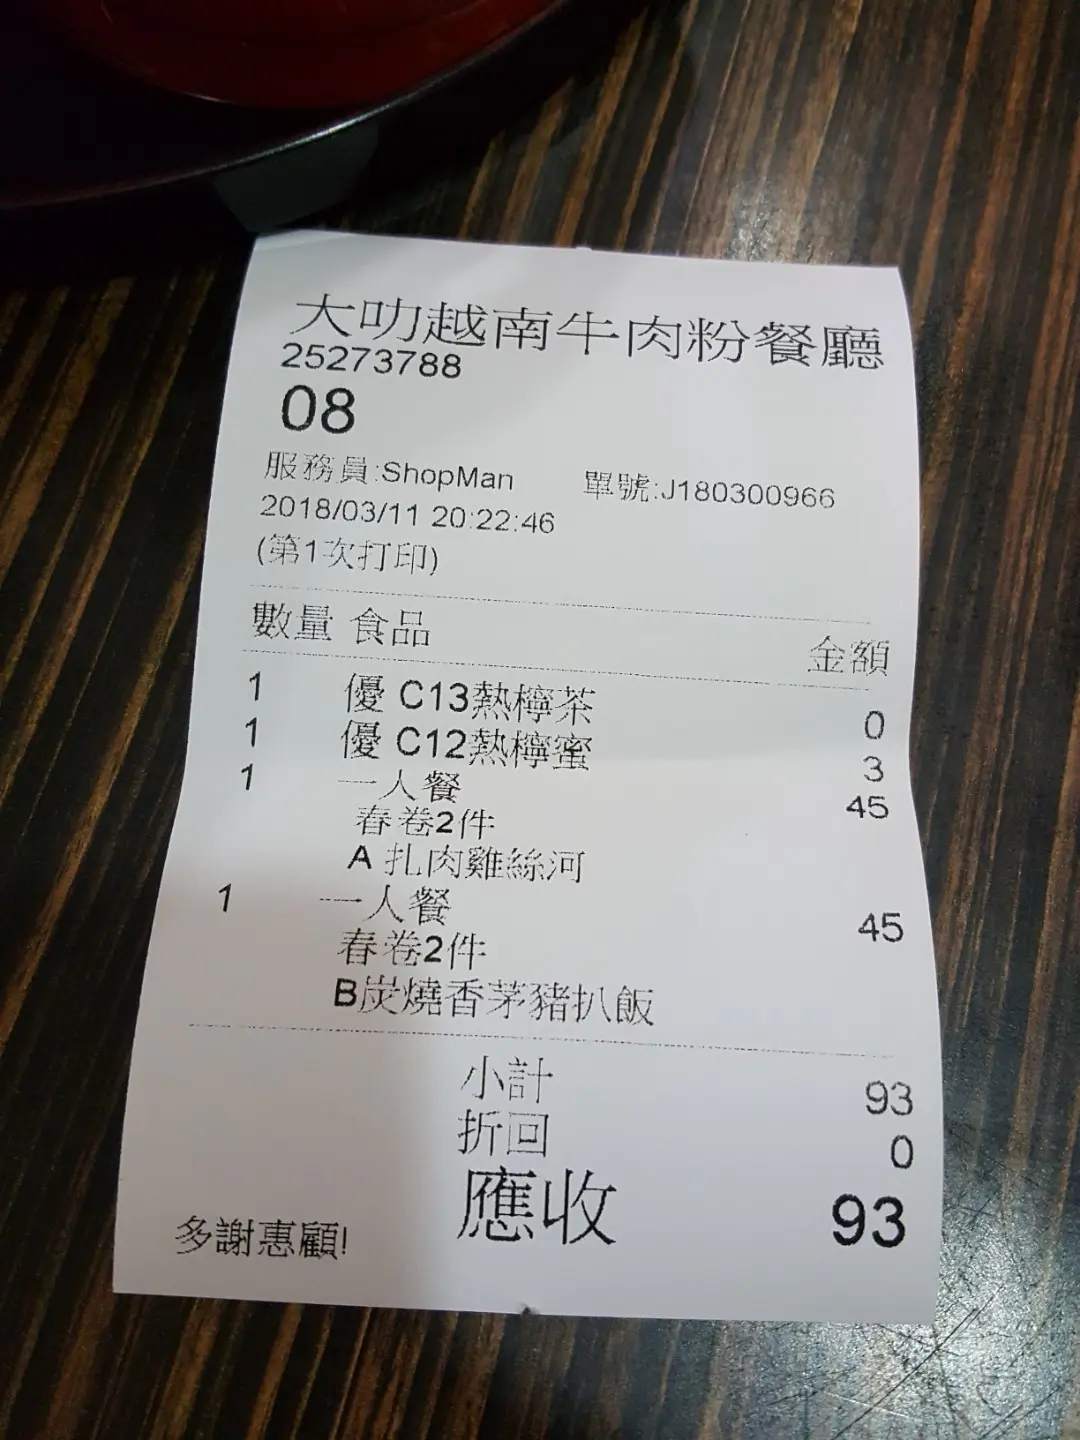 大叻越南牛肉粉餐廳
25273788
08
服務員:ShopMan 單號:J180300966
2018/03/11 20:22:46
(第1次打印)
數量 食品 金額
1 優 C13熱檸茶 0
1 優 C12熱檸蜜 3
1 一人餐 45
春卷2件
A 扎肉雞絲河
1 一人餐 45
春卷2件
B炭燒香茅豬扒飯
小計 93
折回 0
應收 93
多謝惠顧!